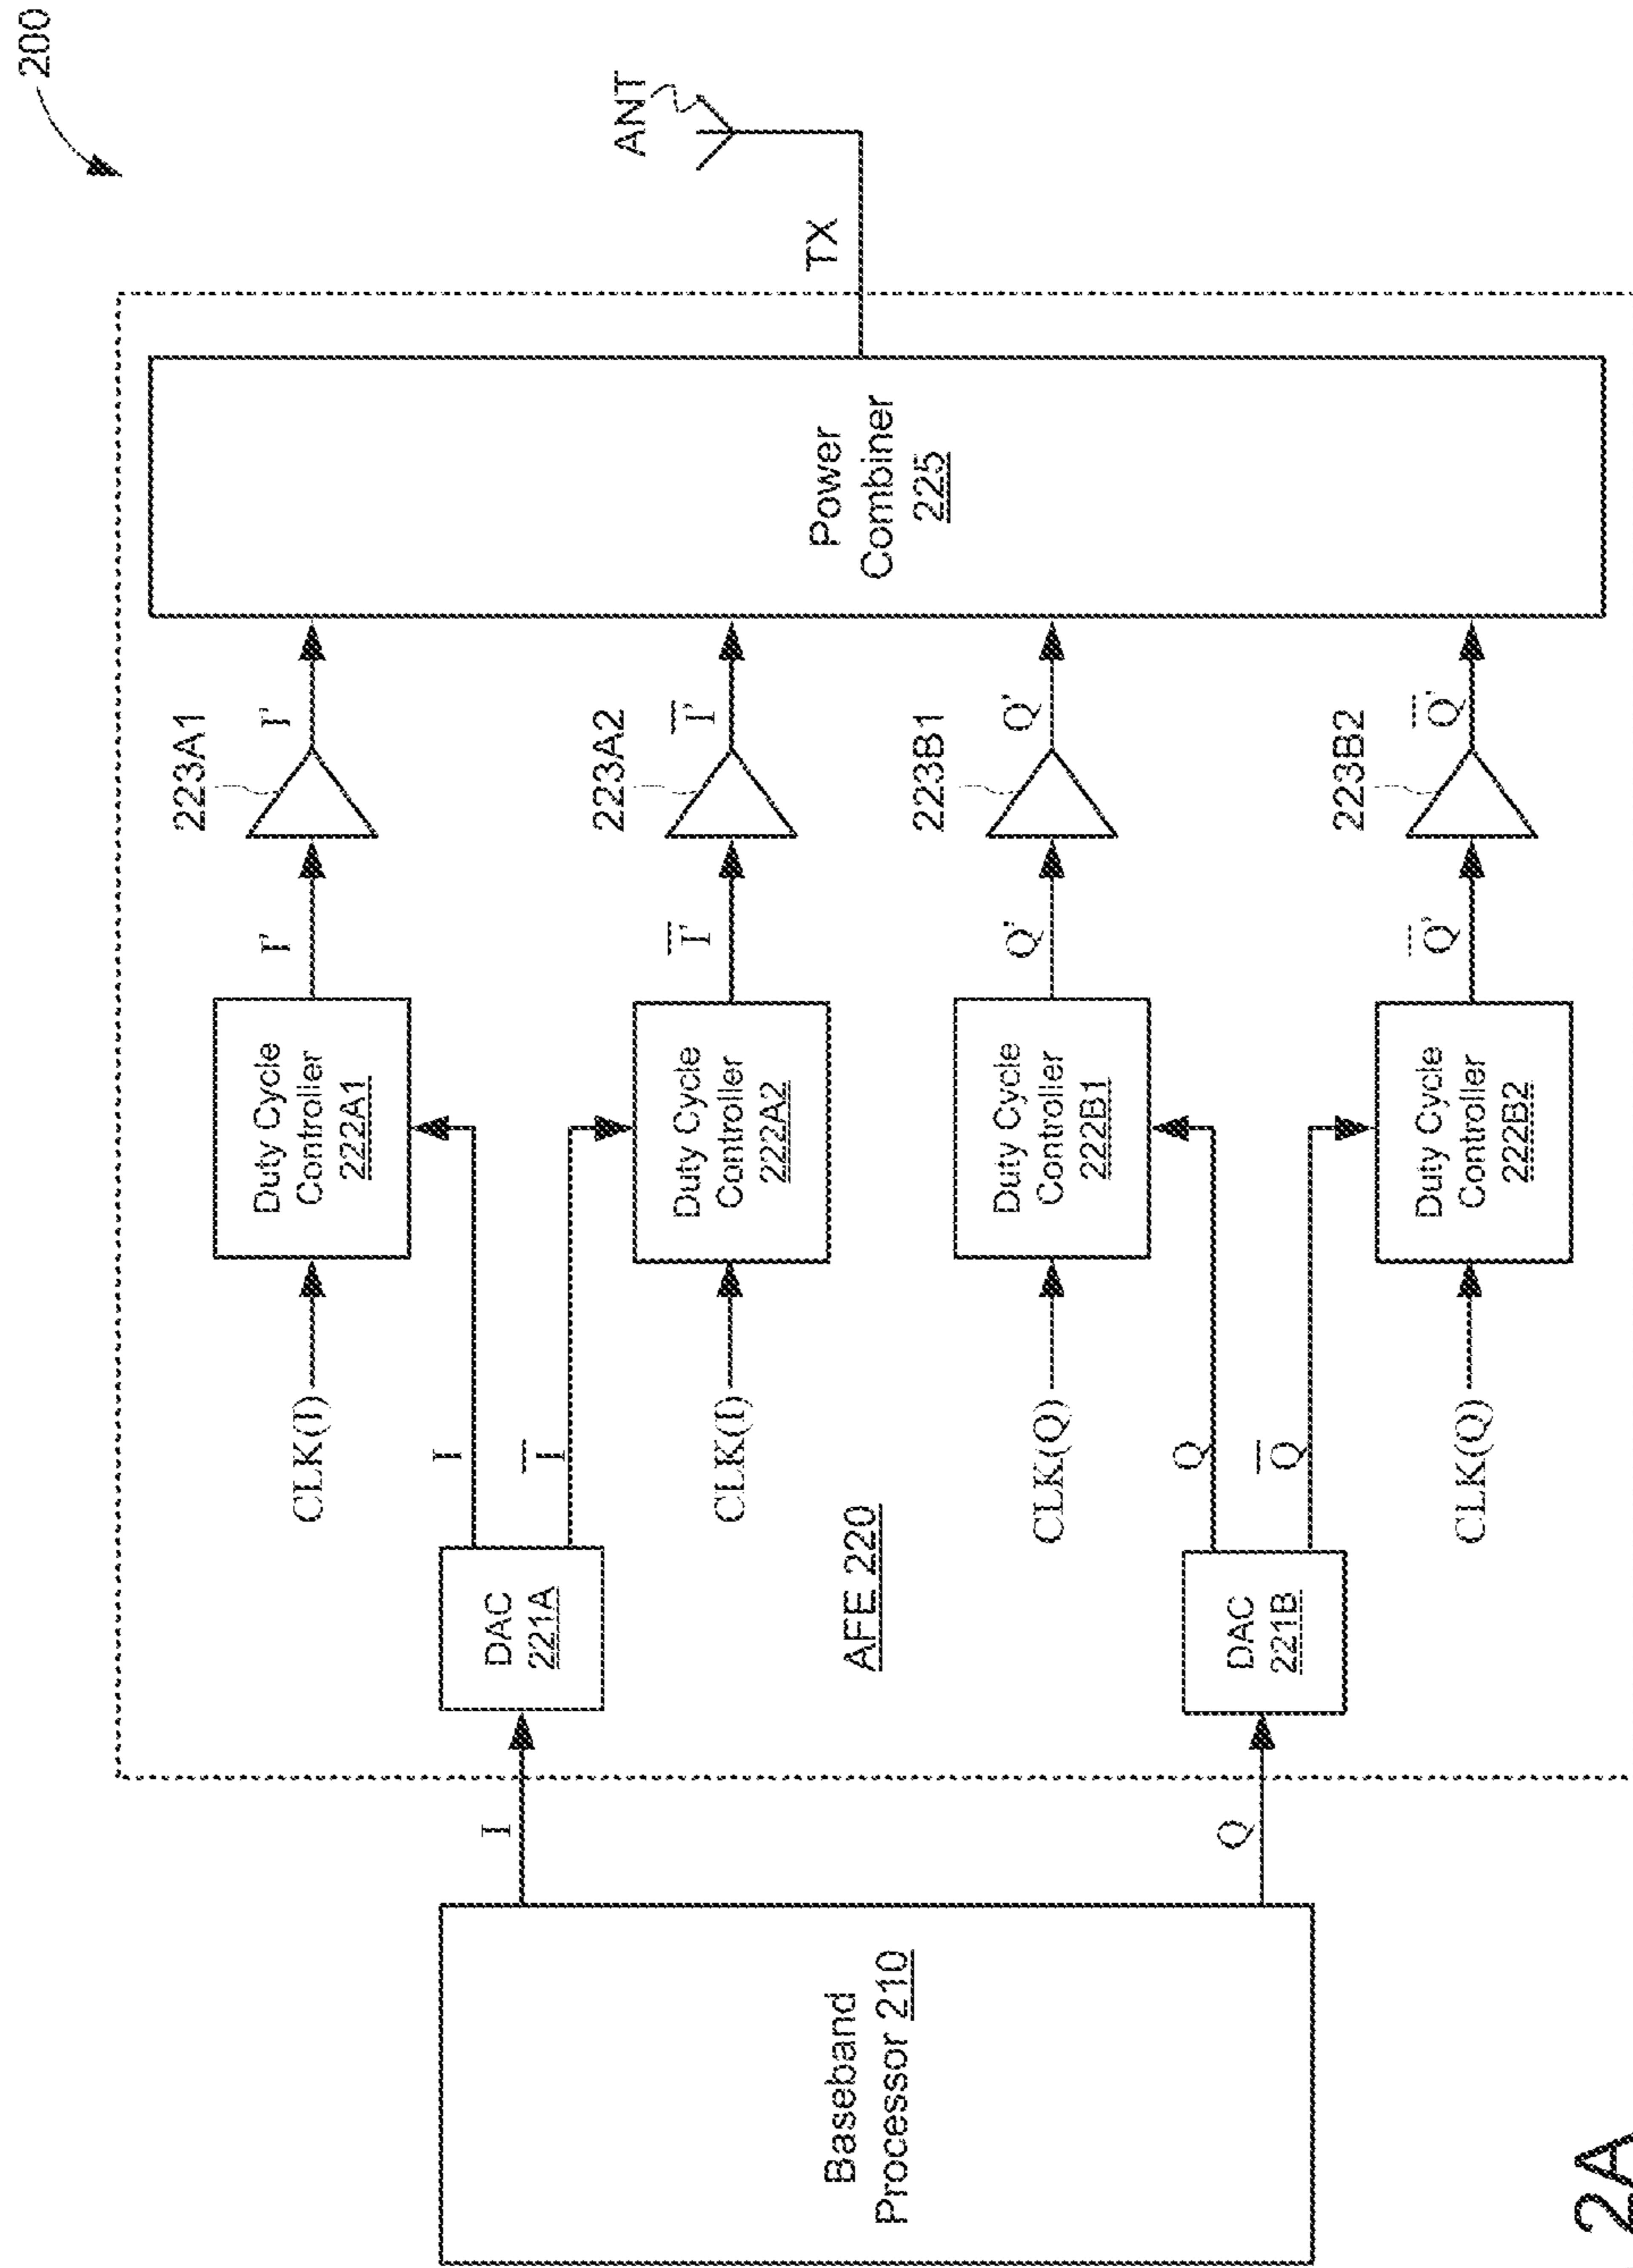 200
ANT
TX
223A1
I'
I'
Duty Cycle
Controller
222A1
CLK(I)
I
I̅
DAC
221A
I
223A2
I̅'
I̅'
Duty Cycle
Controller
222A2
CLK(I)
Power
Combiner
225
Baseband
Processor 210
AFE 220
223B1
Q'
Q'
Duty Cycle
Controller
222B1
CLK(Q)
Q
Q̅
DAC
221B
Q
223B2
Q̅'
Q̅'
Duty Cycle
Controller
222B2
CLK(Q)
2A